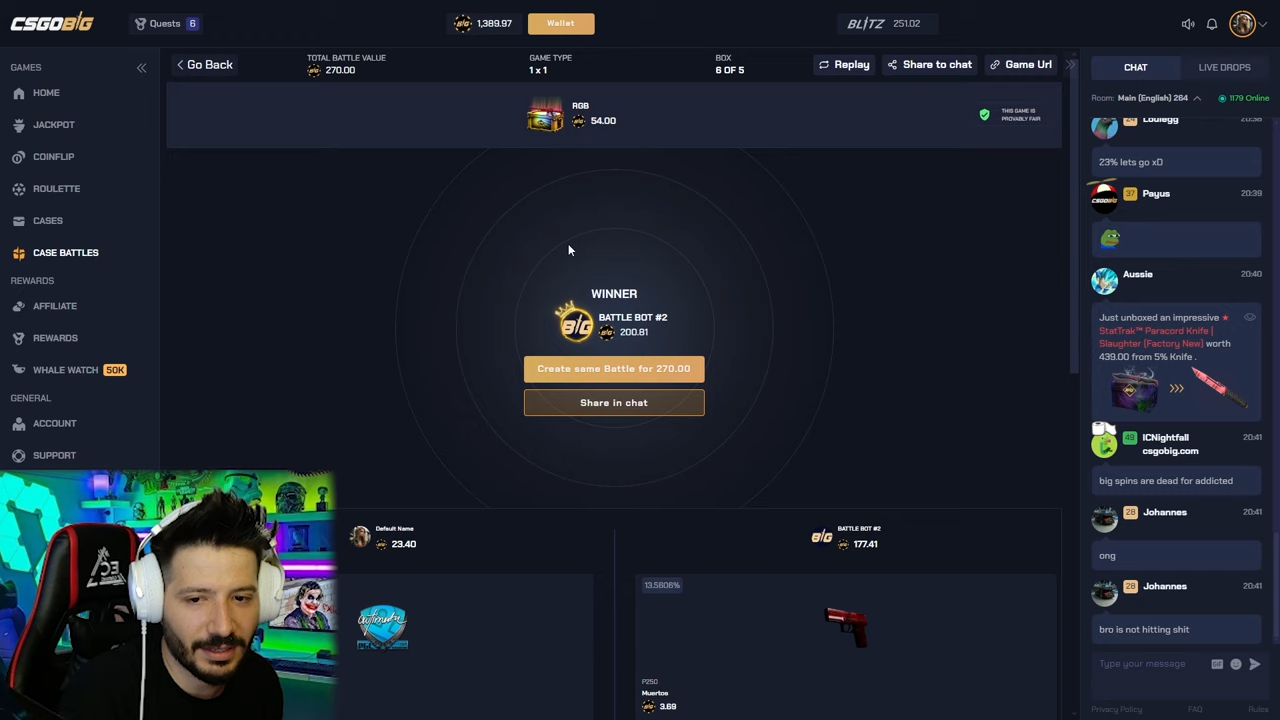 CSGOBIG
Quests 6
1,389.97
Wallet
BLITZ 251.02
GAMES
HOME
JACKPOT
COINFLIP
ROULETTE
CASES
CASE BATTLES
REWARDS
AFFILIATE
REWARDS
WHALE WATCH 50K
GENERAL
ACCOUNT
SUPPORT
Go Back
TOTAL BATTLE VALUE
270.00
GAME TYPE
1 x 1
BOX
6 OF 5
Replay
Share to chat
Game Url
RGB
54.00
THIS GAME IS
PROVABLY FAIR
WINNER
BATTLE BOT #2
200.81
Create same Battle for 270.00
Share in chat
Default Name
23.40
BATTLE BOT #2
177.41
13.5606%
P250
Muertos
3.69
CHAT
LIVE DROPS
Room: Main (English) 264
1179 Online
24 Louiegg 20:38
23% lets go xD
37 Payus 20:39
Aussie 20:40
Just unboxed an impressive ★
StatTrak™ Paracord Knife |
Slaughter (Factory New) worth
439.00 from 5% Knife .
49 ICNightfall 20:41
csgobig.com
big spins are dead for addicted
28 Johannes 20:41
ong
28 Johannes 20:41
bro is not hitting shit
Type your message
GIF
Privacy Policy
FAQ
Rules